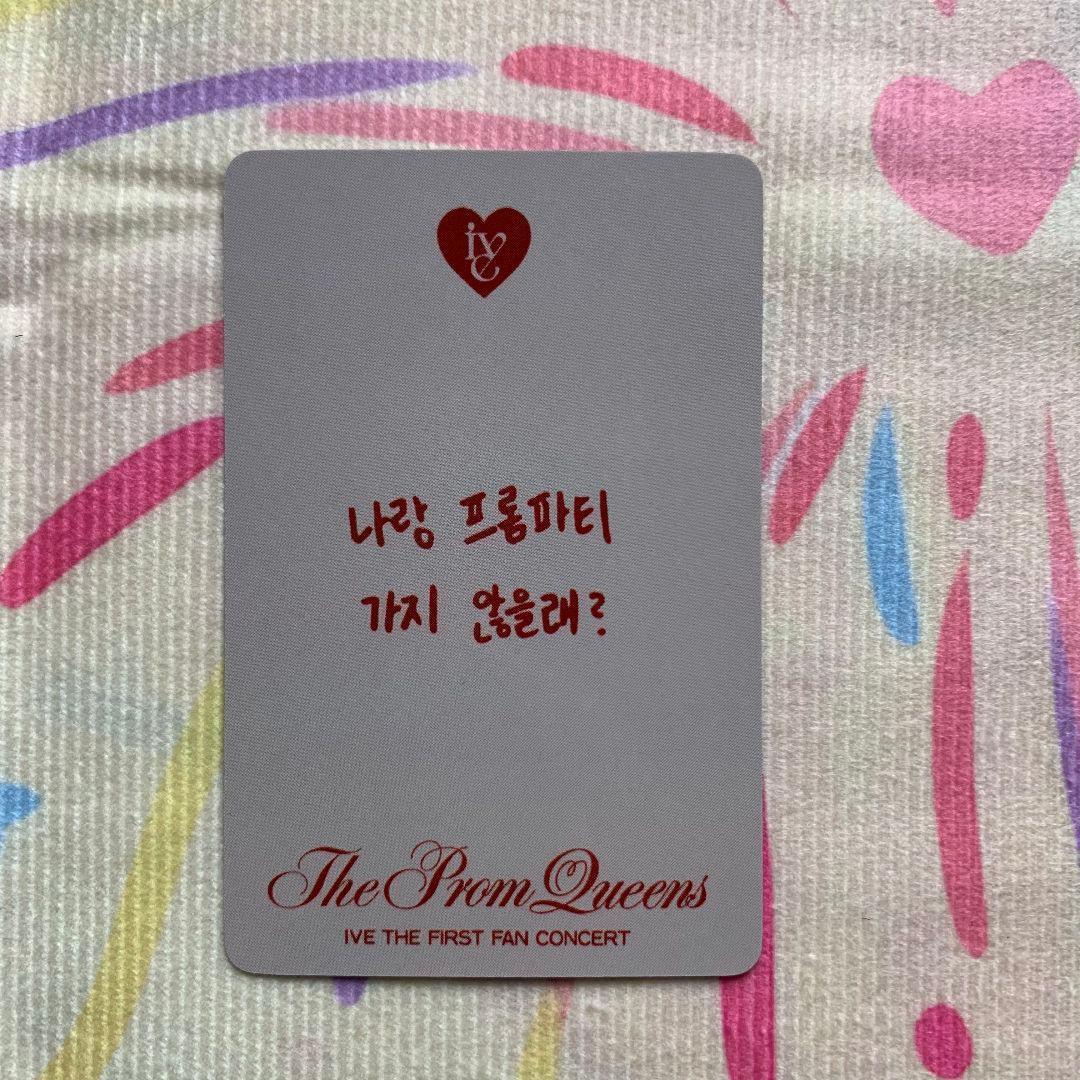 ive
나랑 프롬파티
가지 않을래?
The Prom Queens
IVE THE FIRST FAN CONCERT